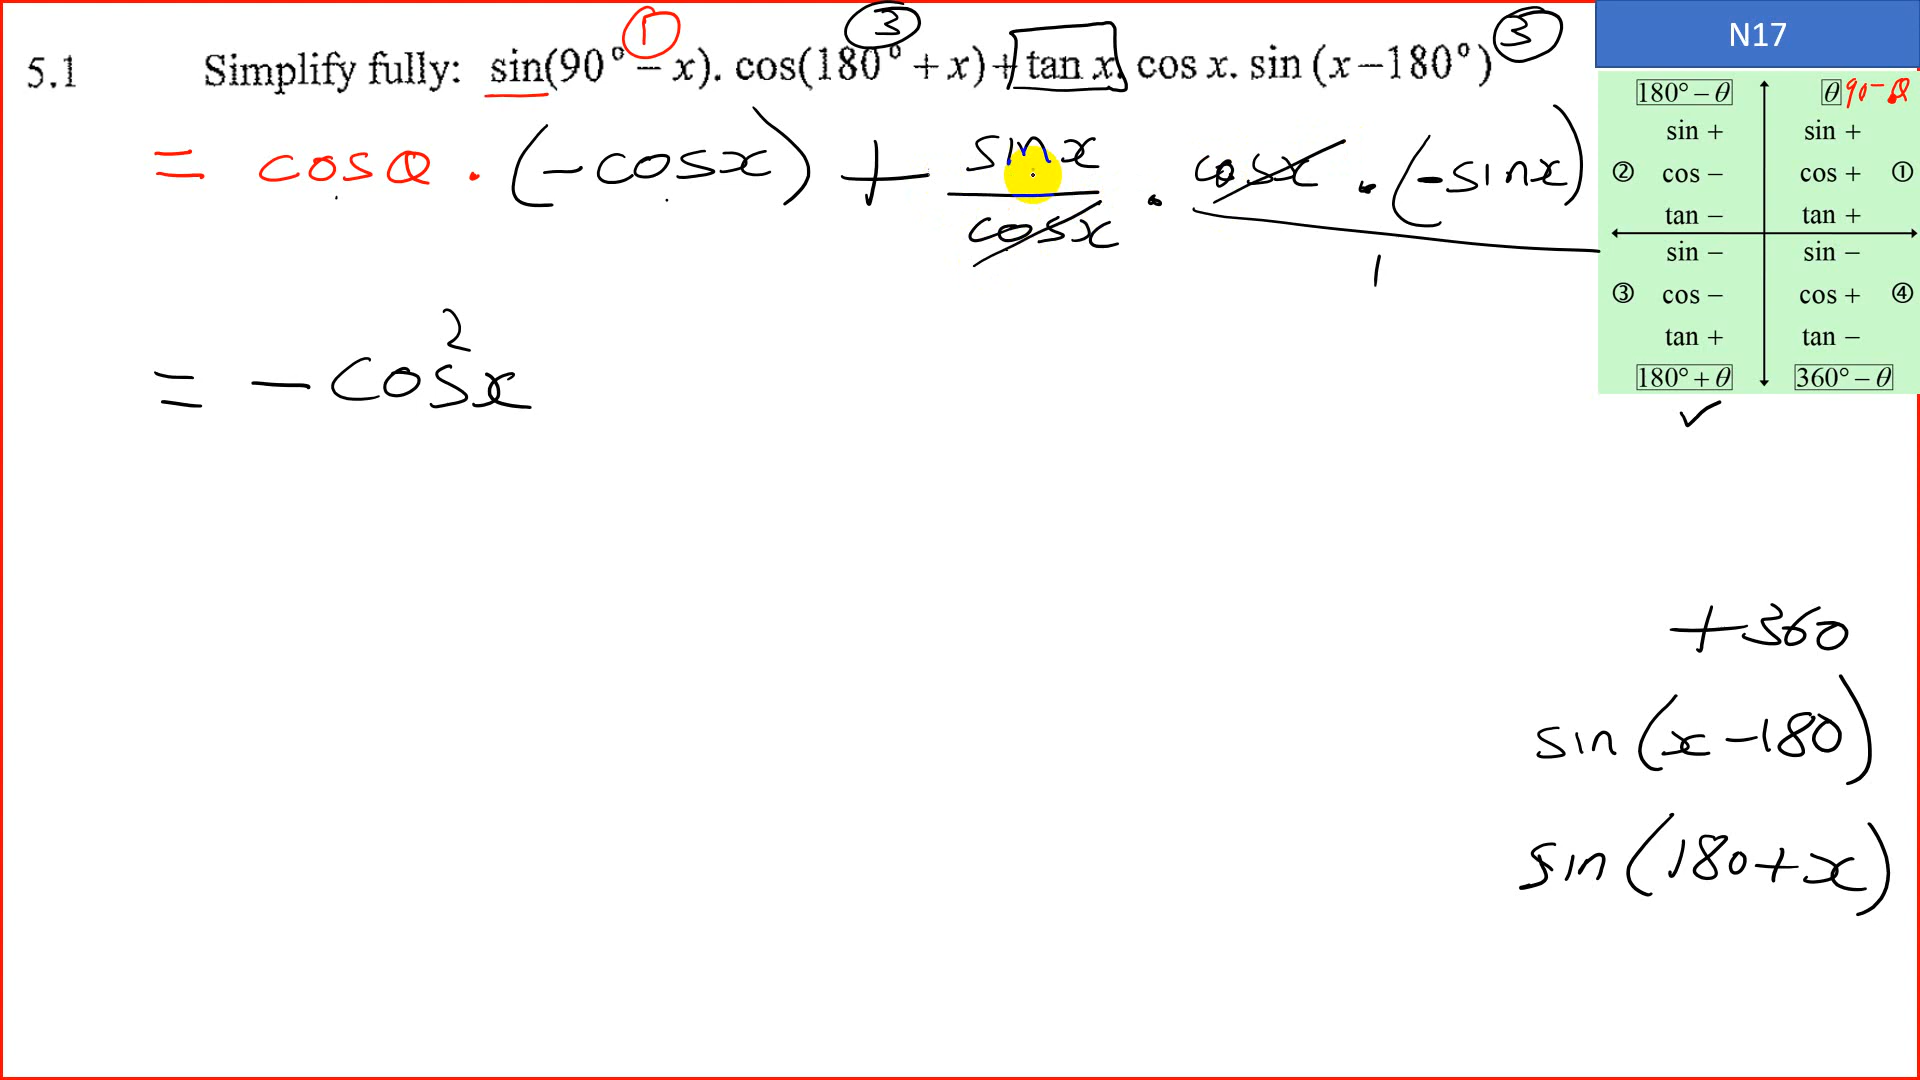 5.1 Simplify fully: sin(90° − x). cos(180° + x) + tan x. cos x. sin (x − 180°)
① ③ ③
N17
= cosθ . (−cosx) + sinx/cosx . cosx . (−sinx)/1
= −cos²x
180° − θ θ 90−θ
sin + sin +
② cos − cos + ①
tan − tan +
sin − sin −
③ cos − cos + ④
tan + tan −
180° + θ 360° − θ
✓
+360
sin(x−180)
sin(180+x)